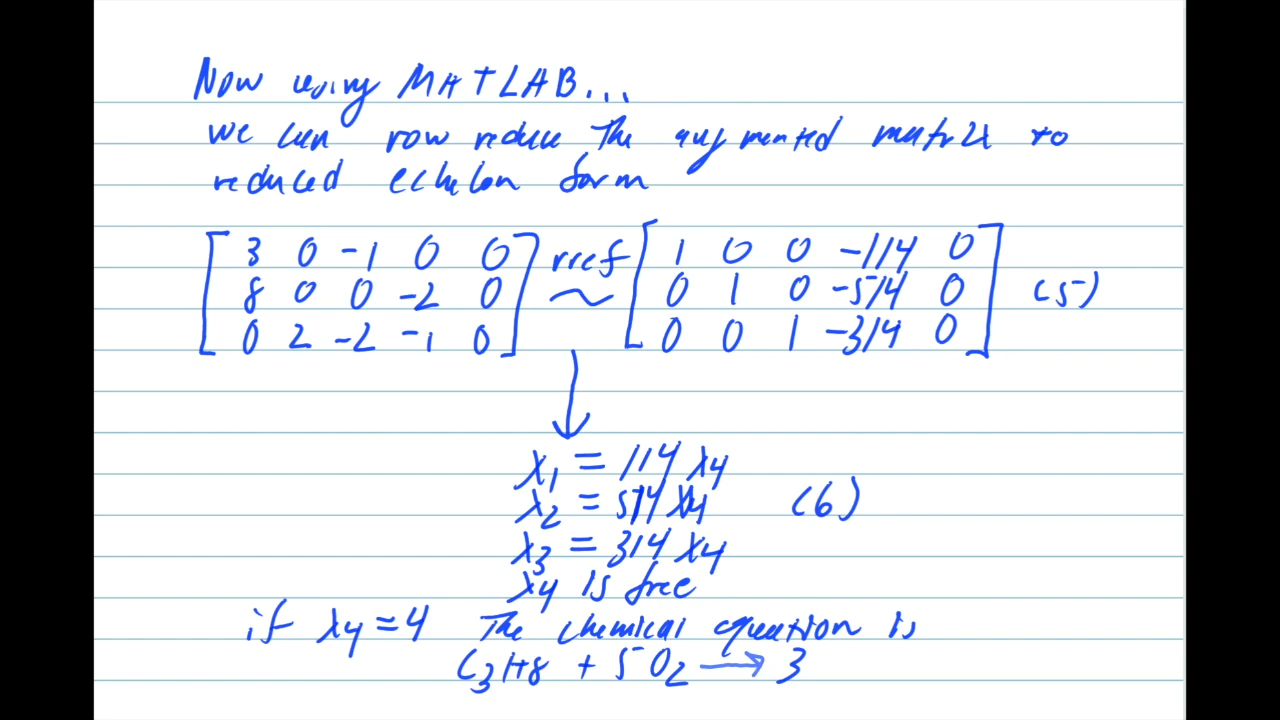 Now using MATLAB...
we can row reduce The augmented matrix to
reduced echelon form
[ 3 0 -1 0 0 ] rref [ 1 0 0 -1/4 0 ]
[ 8 0 0 -2 0 ] ~ [ 0 1 0 -5/4 0 ] (5)
[ 0 2 -2 -1 0 ] [ 0 0 1 -3/4 0 ]
↓
x1 = 1/4 x4
x2 = 5/4 x4 (6)
x3 = 3/4 x4
x4 is free
if x4 = 4 The chemical equation is
C3H8 + 5O2 → 3